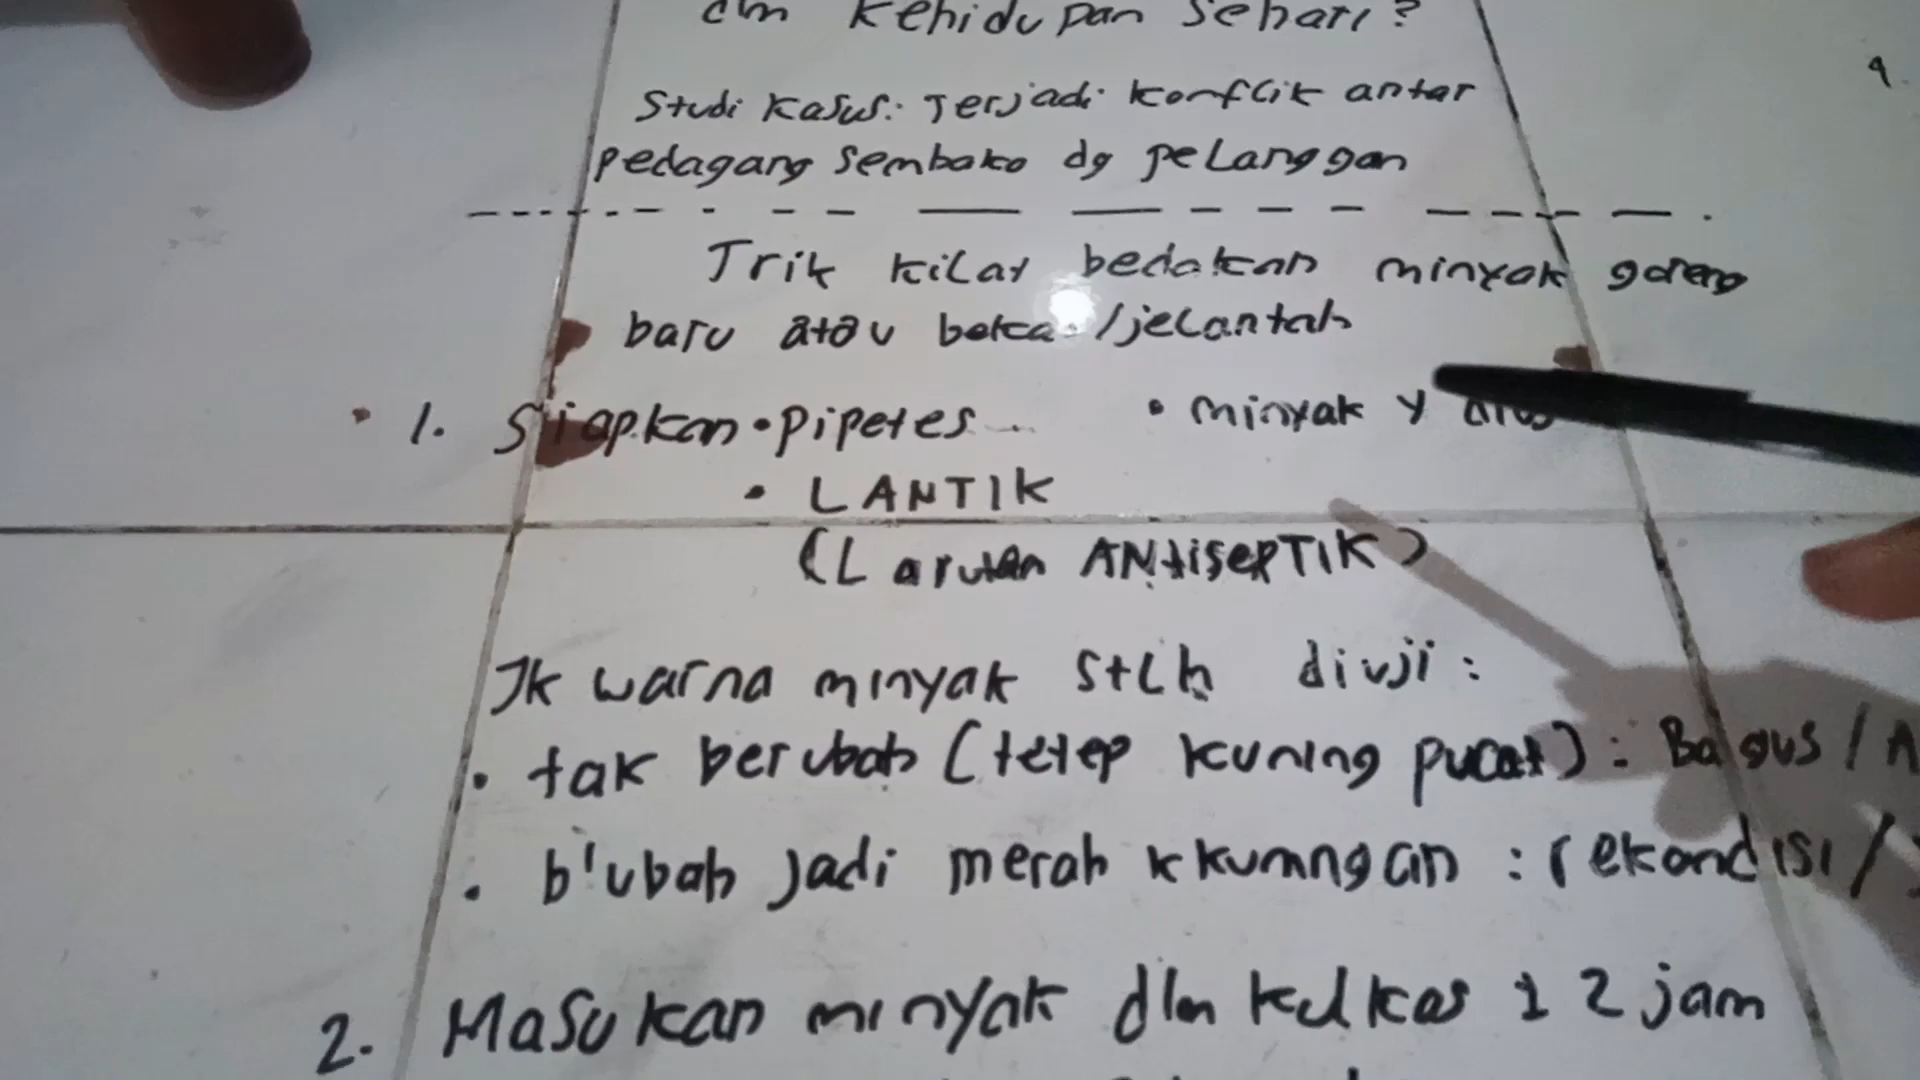 dlm kehidupan sehari?
Studi kasus: Terjadi konflik antar
pedagang sembako dg pelanggan
Trik kilat bedakan minyak goreng
baru atau /jelantah
1. Siapkan • pipetes • minyak y
• LANTIK
(Larutan ANtisepTIK)
Jk warna minyak stlh diuji :
• tak berubah (tetep kuning pucat) : Bagus / A
• b'ubah jadi merah kkuningan : rekondisi /
2. Masukan minyak dlm kulkas ± 2 jam